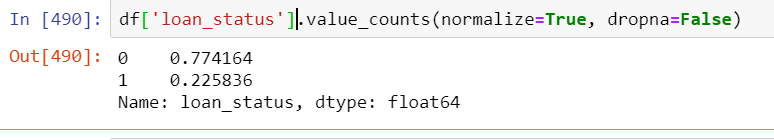 In [490]: df['loan_status'].value_counts(normalize=True, dropna=False)
Out[490]: 0    0.774164
1    0.225836
Name: loan_status, dtype: float64